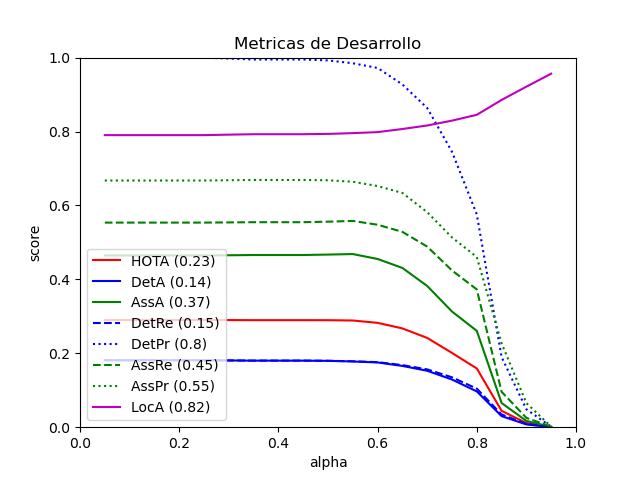 Metricas de Desarrollo
score
1.0
0.8
0.6
0.4
0.2
0.0
HOTA (0.23)
DetA (0.14)
AssA (0.37)
DetRe (0.15)
DetPr (0.8)
AssRe (0.45)
AssPr (0.55)
LocA (0.82)
0.0 0.2 0.4 0.6 0.8 1.0
alpha